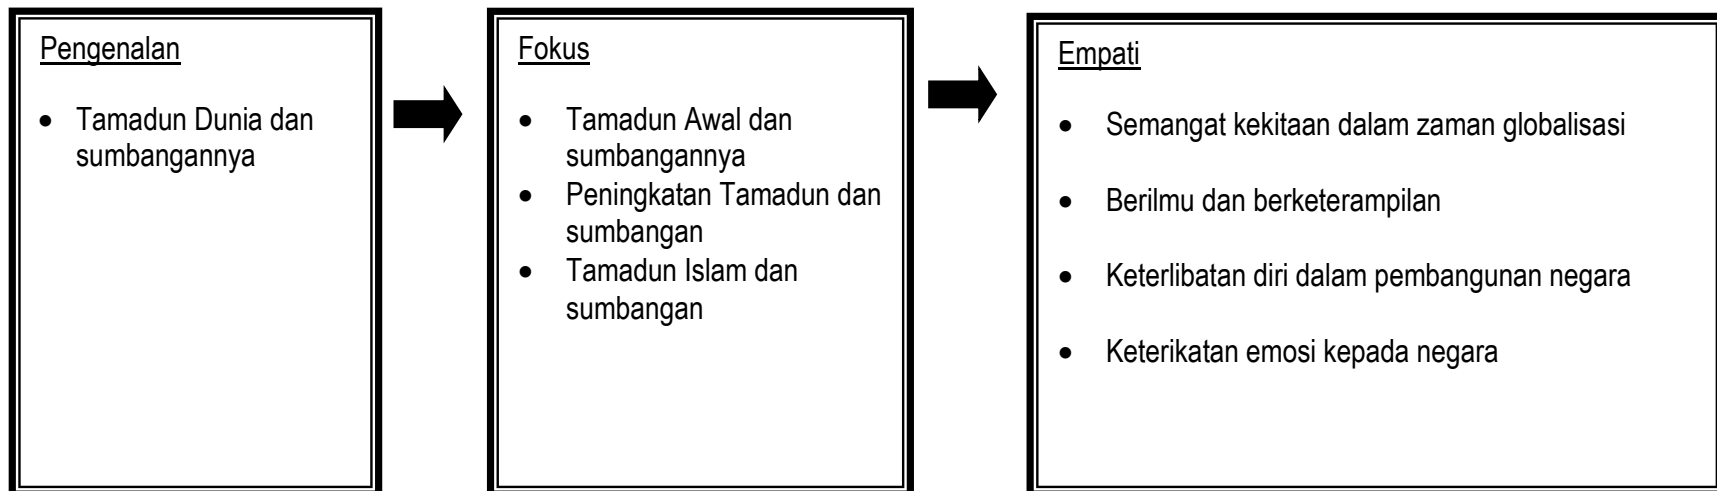 Pengenalan
• Tamadun Dunia dan
sumbangannya
Fokus
• Tamadun Awal dan
sumbangannya
• Peningkatan Tamadun dan
sumbangan
• Tamadun Islam dan
sumbangan
Empati
• Semangat kekitaan dalam zaman globalisasi
• Berilmu dan berketerampilan
• Keterlibatan diri dalam pembangunan negara
• Keterikatan emosi kepada negara